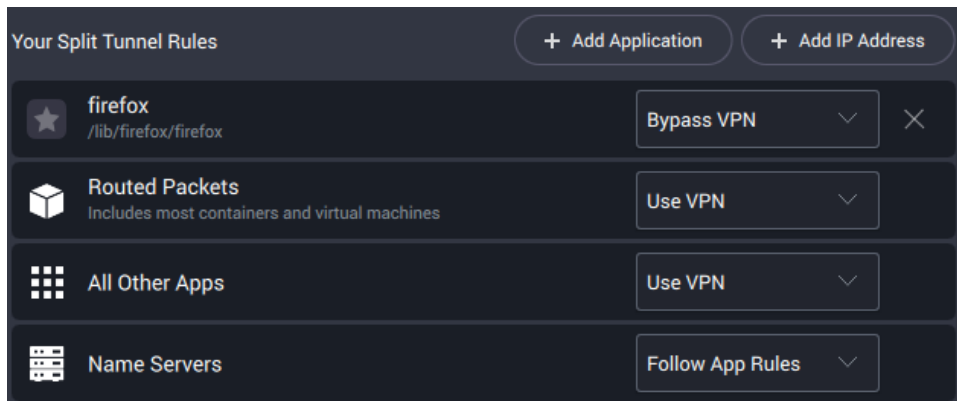 Your Split Tunnel Rules
+ Add Application
+ Add IP Address
firefox
/lib/firefox/firefox
Bypass VPN
Routed Packets
Includes most containers and virtual machines
Use VPN
All Other Apps
Use VPN
Name Servers
Follow App Rules